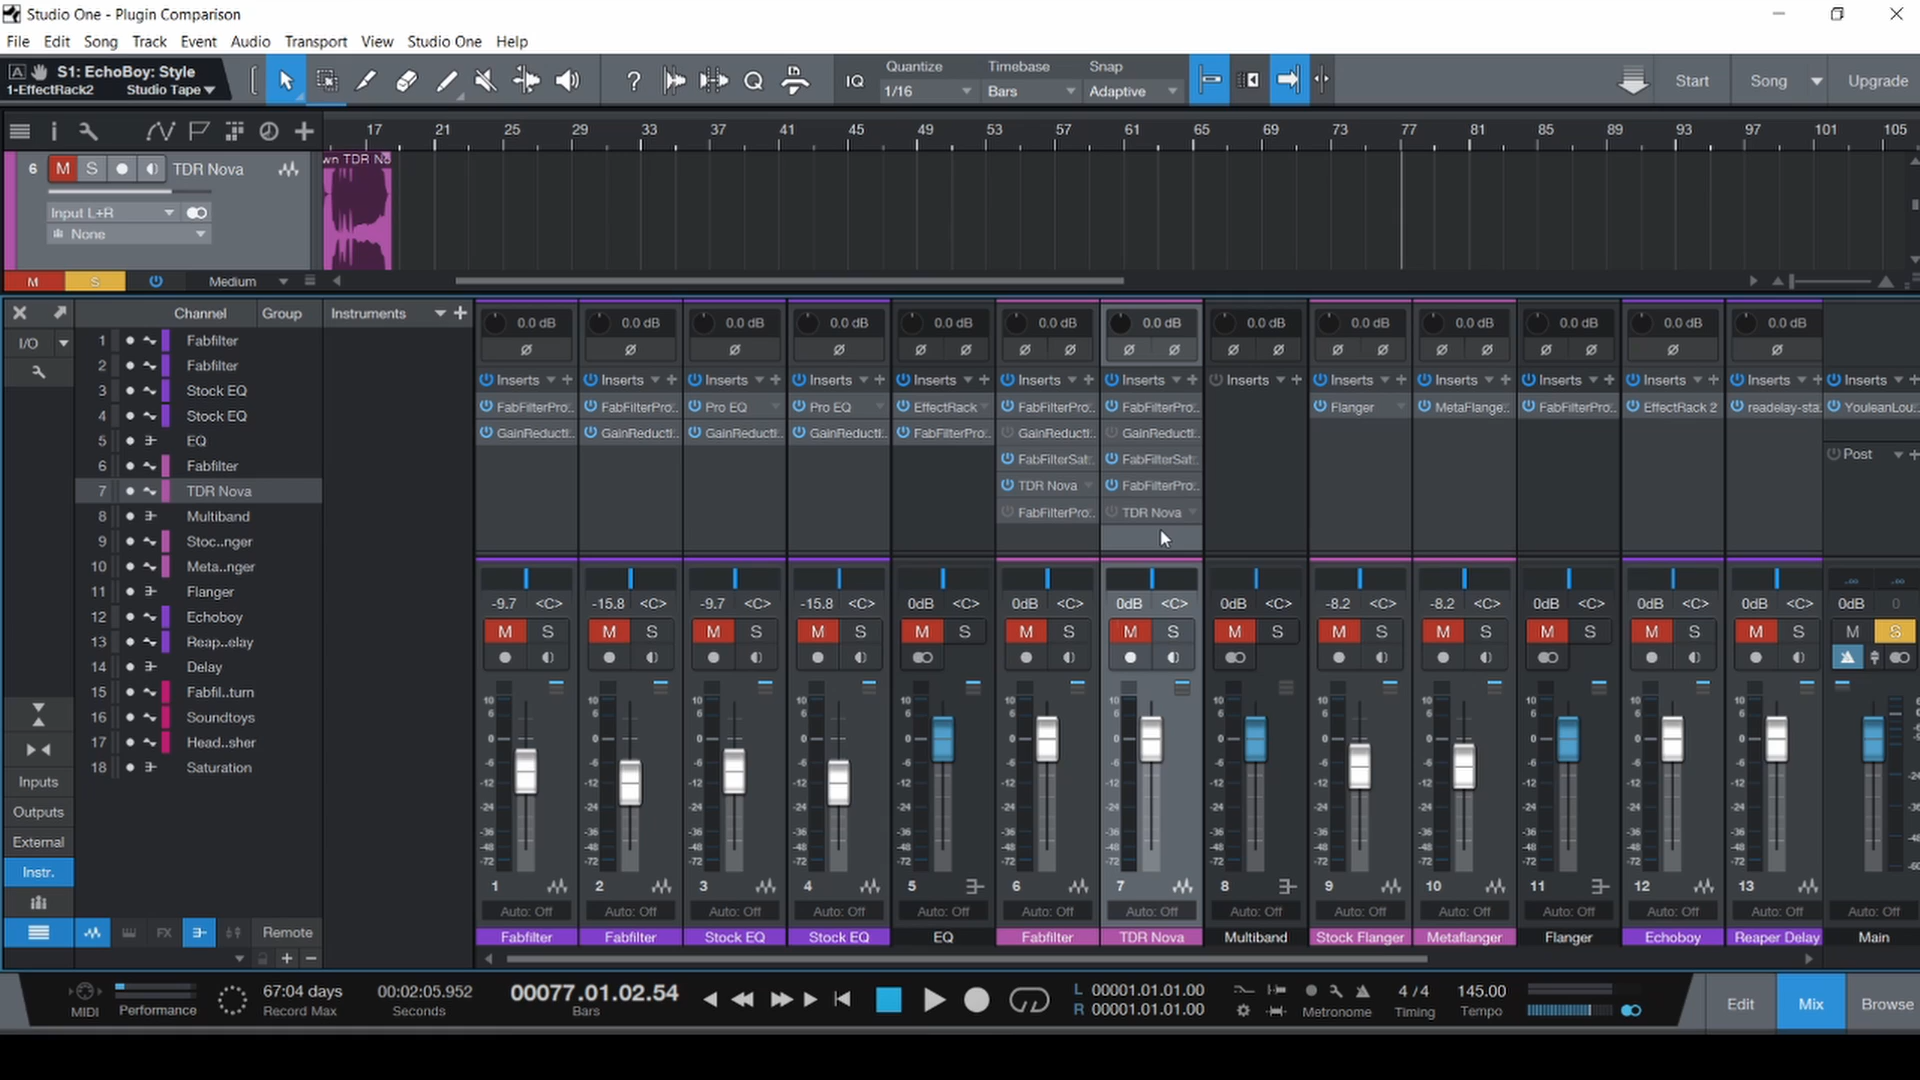 Studio One - Plugin Comparison
File Edit Song Track Event Audio Transport View Studio One Help
A S1: EchoBoy: Style
1-EffectRack2 Studio Tape
? Q IQ
Quantize Timebase Snap
1/16 Bars Adaptive
Start Song Upgrade
17 21 25 29 33 37 41 45 49 53 57 61 65 69 73 77 81 85 89 93 97 101 105
6 M S TDR Nova
wn TDR No
Input L+R
None
M S Medium
Channel Group Instruments
I/O
1 Fabfilter
2 Fabfilter
3 Stock EQ
4 Stock EQ
5 EQ
6 Fabfilter
7 TDR Nova
8 Multiband
9 Stoc..nger
10 Meta..nger
11 Flanger
12 Echoboy
13 Reap..elay
14 Delay
15 Fabfil..turn
16 Soundtoys
17 Head..sher
18 Saturation
Inputs
Outputs
External
Instr.
FX Remote
0.0 dB 0.0 dB 0.0 dB 0.0 dB 0.0 dB 0.0 dB 0.0 dB 0.0 dB 0.0 dB 0.0 dB 0.0 dB 0.0 dB 0.0 dB
Inserts Inserts Inserts Inserts Inserts Inserts Inserts Inserts Inserts Inserts Inserts Inserts Inserts Inserts
FabFilterPro.. FabFilterPro.. Pro EQ Pro EQ EffectRack FabFilterPro.. FabFilterPro.. Flanger MetaFlange.. FabFilterPro.. EffectRack 2 readelay-sta.. YouleanLou..
GainReducti.. GainReducti.. GainReducti.. GainReducti.. FabFilterPro.. GainReducti.. GainReducti..
FabFilterSat.. FabFilterSat.. Post
TDR Nova FabFilterPro..
FabFilterPro.. TDR Nova
-9.7 <C> -15.8 <C> -9.7 <C> -15.8 <C> 0dB <C> 0dB <C> 0dB <C> 0dB <C> -8.2 <C> -8.2 <C> 0dB <C> 0dB <C> 0dB <C> 0dB 0
M S M S M S M S M S M S M S M S M S M S M S M S M S M S
10 6 0 -6 -12 -24 -36 -48 -72
1 2 3 4 5 6 7 8 9 10 11 12 13
Auto: Off Auto: Off Auto: Off Auto: Off Auto: Off Auto: Off Auto: Off Auto: Off Auto: Off Auto: Off Auto: Off Auto: Off Auto: Off Auto: Off
Fabfilter Fabfilter Stock EQ Stock EQ EQ Fabfilter TDR Nova Multiband Stock Flanger Metaflanger Flanger Echoboy Reaper Delay Main
MIDI Performance
67:04 days
Record Max
00:02:05.952
Seconds
00077.01.02.54
Bars
L 00001.01.01.00
R 00001.01.01.00
Metronome
4 / 4
Timing
145.00
Tempo
Edit Mix Browse